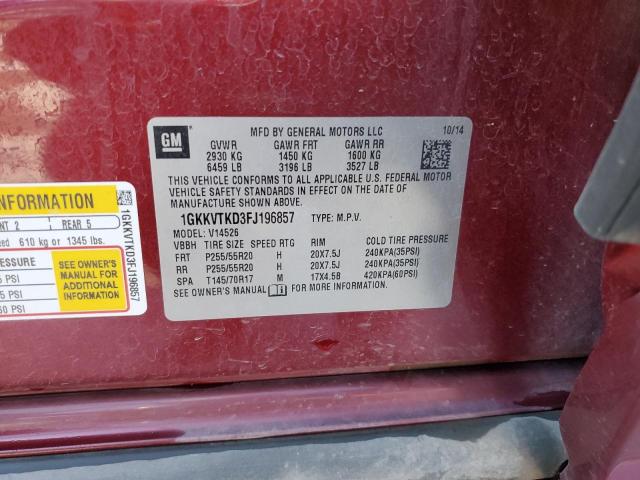 GM
MFD BY GENERAL MOTORS LLC 10/14
GVWR GAWR FRT GAWR RR
2930 KG 1450 KG 1600 KG
6459 LB 3196 LB 3527 LB
THIS VEHICLE CONFORMS TO ALL APPLICABLE U.S. FEDERAL MOTOR
VEHICLE SAFETY STANDARDS IN EFFECT ON THE DATE OF
MANUFACTURE SHOWN ABOVE.
1GKKVTKD3FJ196857 TYPE: M.P.V.
MODEL: V14526
VBBH TIRE SIZE SPEED RTG RIM COLD TIRE PRESSURE
FRT P255/55R20 H 20X7.5J 240KPA(35PSI)
RR P255/55R20 H 20X7.5J 240KPA(35PSI)
SPA T145/70R17 M 17X4.5B 420KPA(60PSI)
SEE OWNER'S MANUAL FOR MORE INFORMATION
INFORMATION
2 REAR 5
610 kg or 1345 lbs.
SEE OWNER'S
MANUAL FOR
ADDITIONAL
INFORMATION
PSI
5 PSI
60 PSI
1GKKVTKD3FJ196857